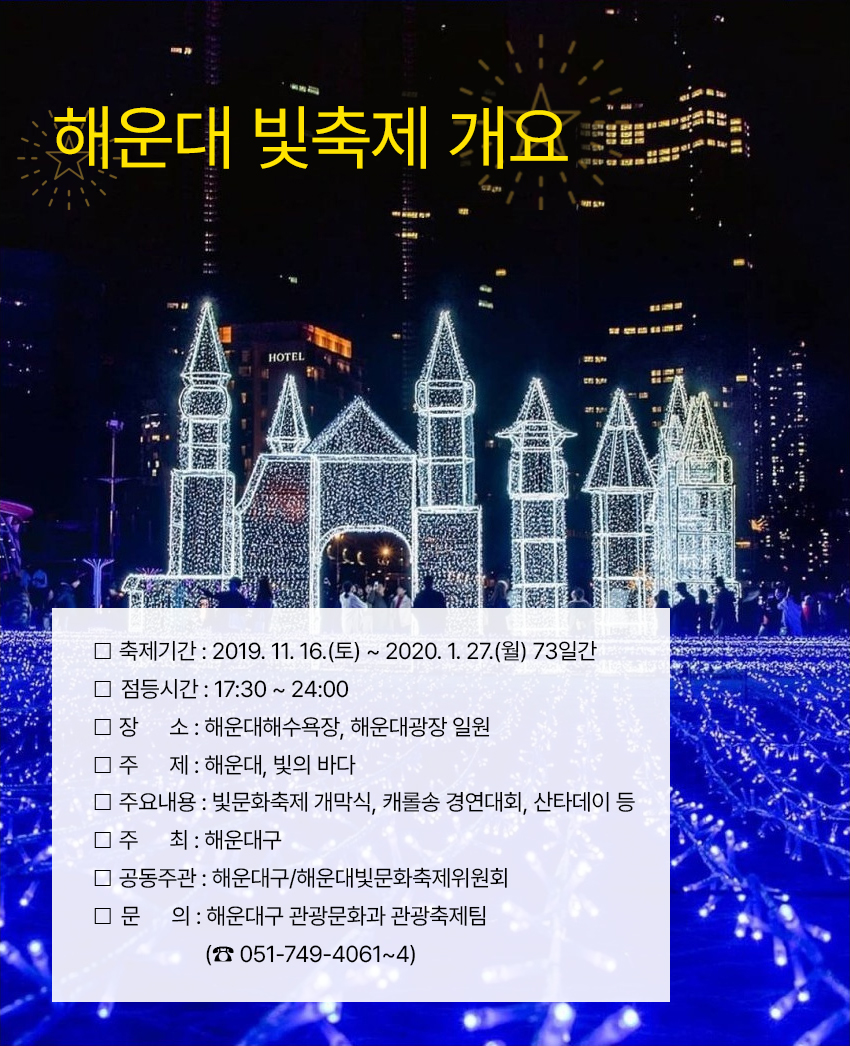 해운대 빛축제 개요
HOTEL
□ 축제기간 : 2019. 11. 16.(토) ~ 2020. 1. 27.(월) 73일간
□ 점등시간 : 17:30 ~ 24:00
□ 장 소 : 해운대해수욕장, 해운대광장 일원
□ 주 제 : 해운대, 빛의 바다
□ 주요내용 : 빛문화축제 개막식, 캐롤송 경연대회, 산타데이 등
□ 주 최 : 해운대구
□ 공동주관 : 해운대구/해운대빛문화축제위원회
□ 문 의 : 해운대구 관광문화과 관광축제팀
(☎ 051-749-4061~4)